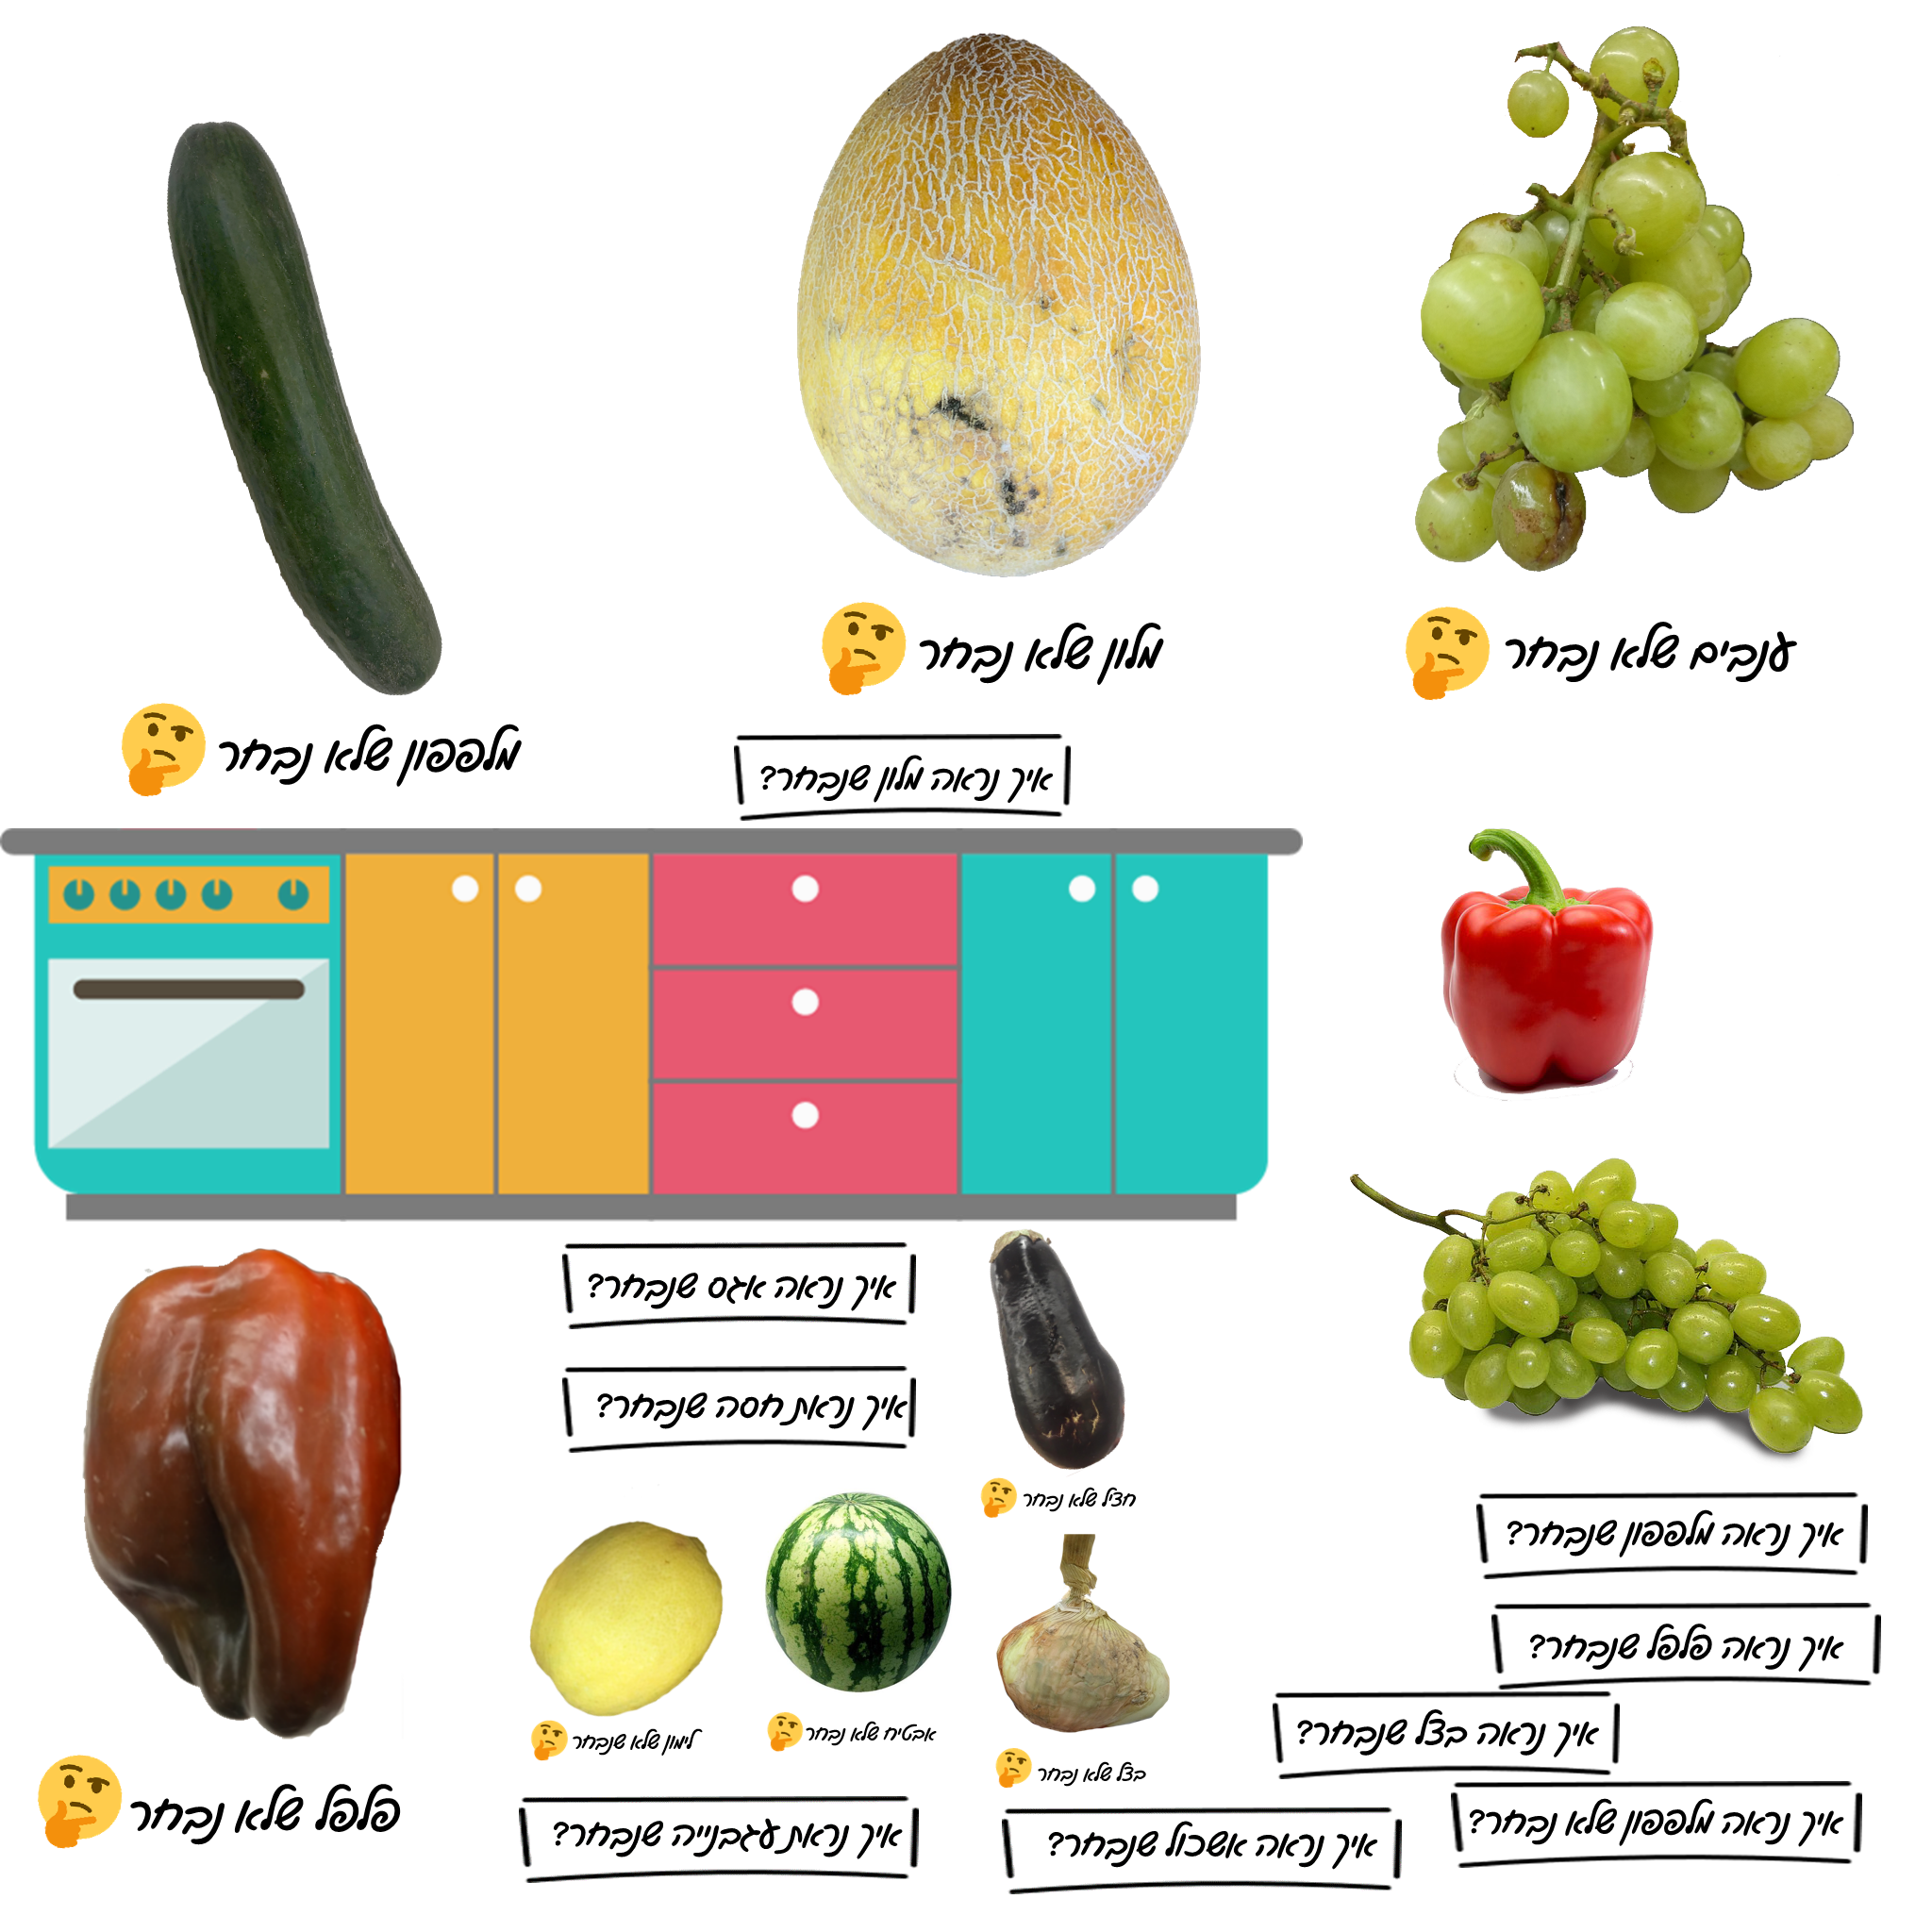 ענבים שלא נבחר
מלון שלא נבחר
מלפפון שלא נבחר
איך נראה מלון שנבחר?
איך נראה אגס שנבחר?
איך נראת חסה שנבחר?
חציל שלא נבחר
איך נראה מלפפון שנבחר?
איך נראה פלפל שנבחר?
איך נראה בצל שנבחר?
אבטיח שלא נבחר
לימון שלא שנבחר
בצל שלא נבחר
פלפל שלא נבחר
איך נראה מלפפון שלא נבחר?
איך נראה אשכול שנבחר?
איך נראת עגבנייה שנבחר?